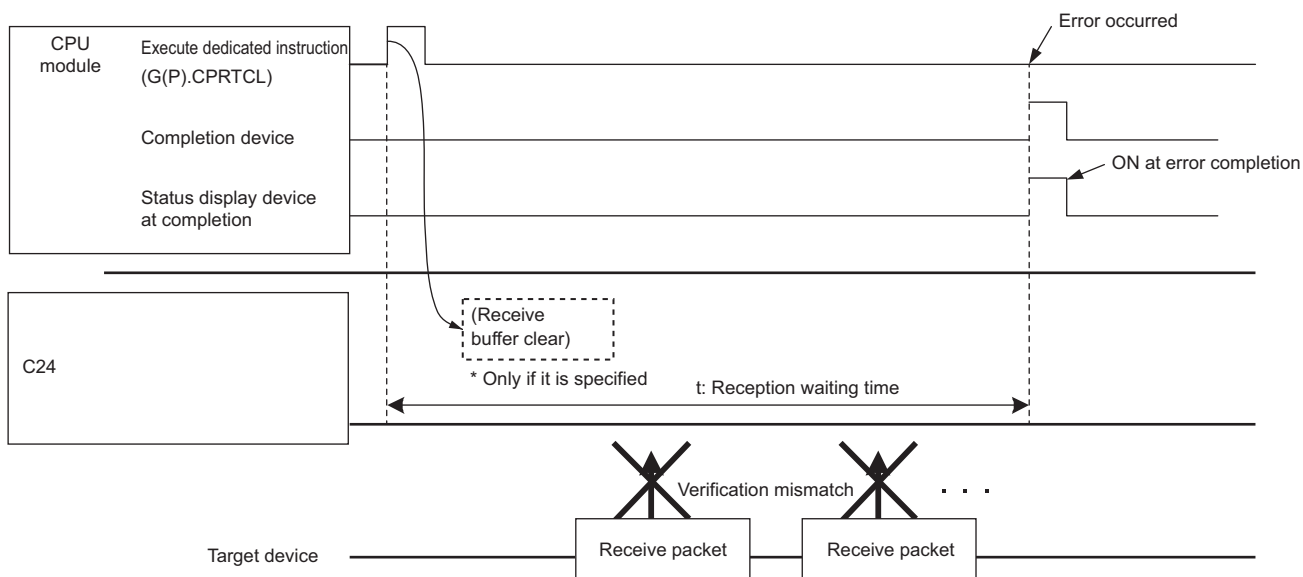 Error occurred
CPU
module
Execute dedicated instruction
(G(P).CPRTCL)
Completion device
ON at error completion
Status display device
at completion
(Receive
buffer clear)
C24
* Only if it is specified
t: Reception waiting time
Verification mismatch . . .
Receive packet
Receive packet
Target device